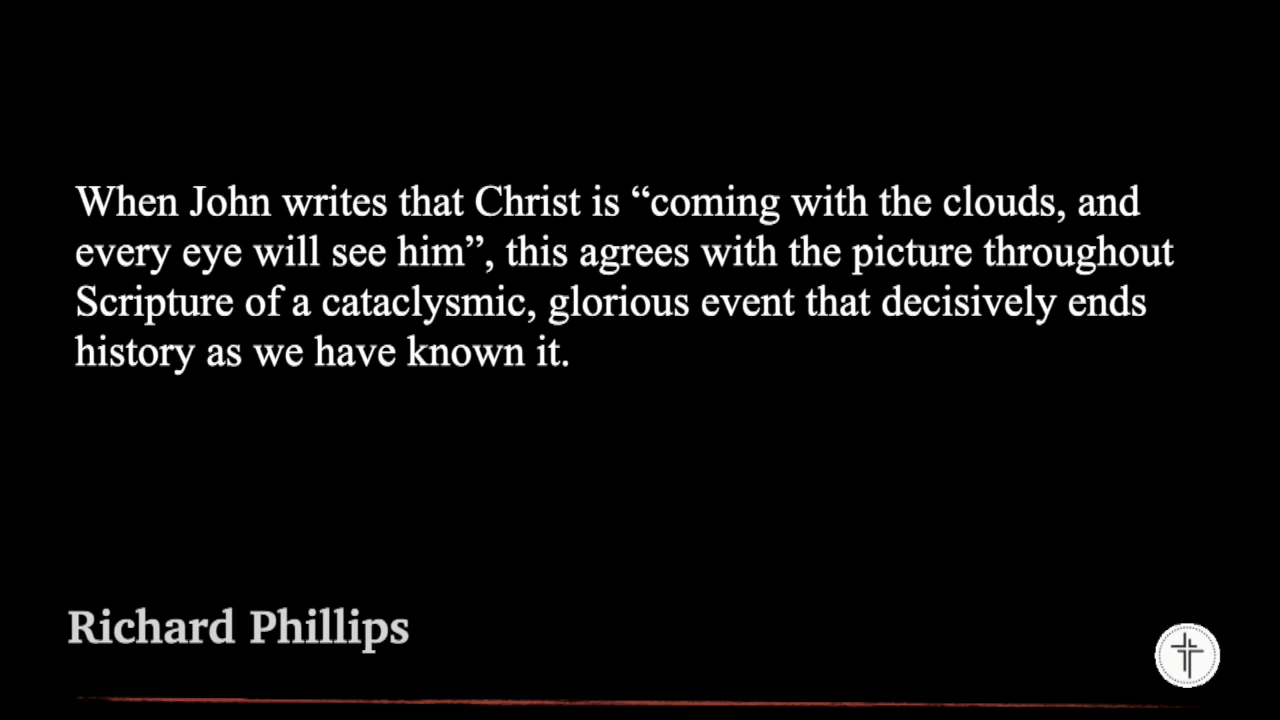 When John writes that Christ is “coming with the clouds, and
every eye will see him”, this agrees with the picture throughout
Scripture of a cataclysmic, glorious event that decisively ends
history as we have known it.
Richard Phillips